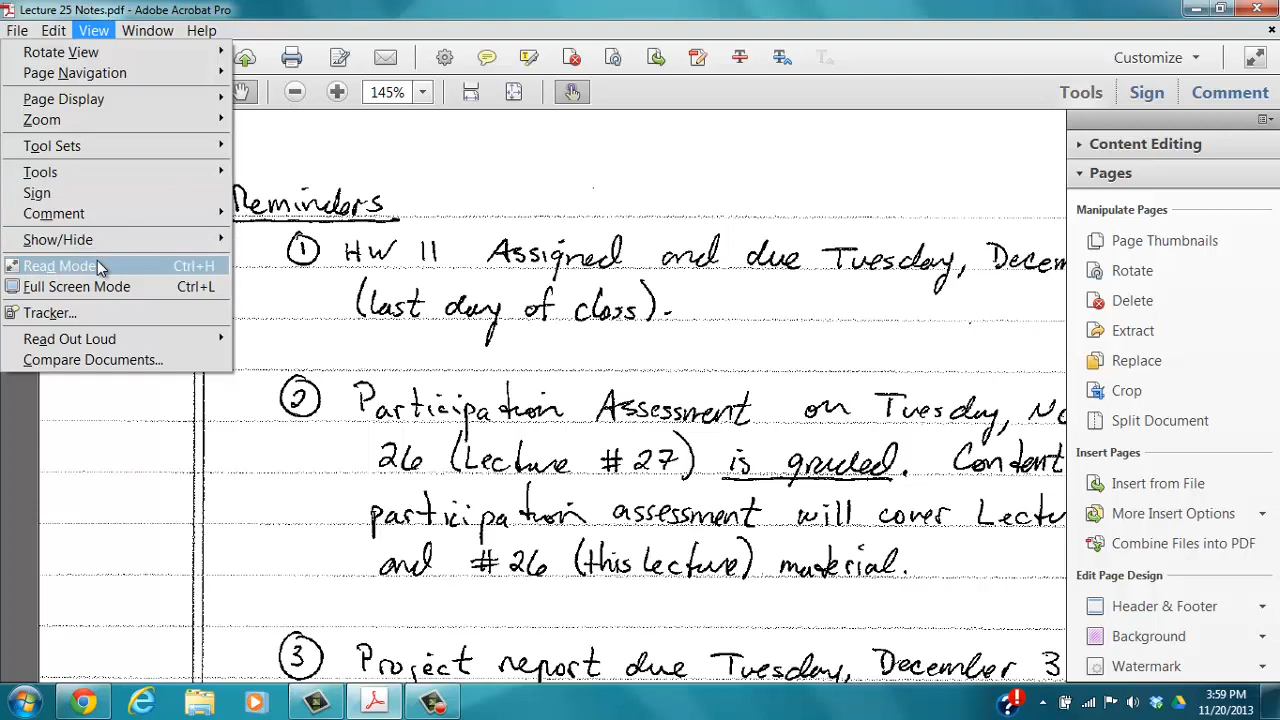 Lecture 25 Notes.pdf - Adobe Acrobat Pro
File Edit View Window Help
Customize
145%
Tools Sign Comment
Rotate View
Page Navigation
Page Display
Zoom
Tool Sets
Tools
Sign
Comment
Show/Hide
Read Mode Ctrl+H
Full Screen Mode Ctrl+L
Tracker...
Read Out Loud
Compare Documents...
Reminders
1 HW 11 Assigned and due Tuesday, Decem
(last day of class).
2 Participation Assessment on Tuesday, No
26 (Lecture #27) is graded. Content
participation assessment will cover Lectu
and #26 (this lecture) material.
3 Project report due Tuesday, December 3
Content Editing
Pages
Manipulate Pages
Page Thumbnails
Rotate
Delete
Extract
Replace
Crop
Split Document
Insert Pages
Insert from File
More Insert Options
Combine Files into PDF
Edit Page Design
Header & Footer
Background
Watermark
3:59 PM
11/20/2013